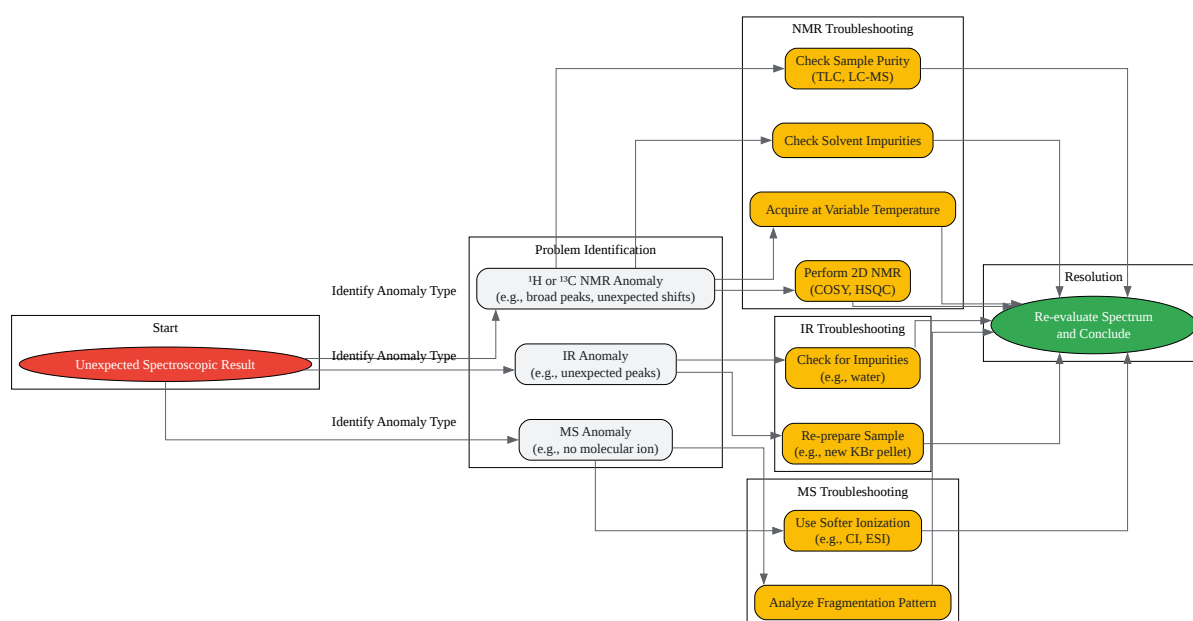 Start
Unexpected Spectroscopic Result
Identify Anomaly Type
Identify Anomaly Type
Identify Anomaly Type
Problem Identification
¹H or ¹³C NMR Anomaly
(e.g., broad peaks, unexpected shifts)
IR Anomaly
(e.g., unexpected peaks)
MS Anomaly
(e.g., no molecular ion)
NMR Troubleshooting
Check Sample Purity
(TLC, LC-MS)
Check Solvent Impurities
Acquire at Variable Temperature
Perform 2D NMR
(COSY, HSQC)
IR Troubleshooting
Check for Impurities
(e.g., water)
Re-prepare Sample
(e.g., new KBr pellet)
MS Troubleshooting
Use Softer Ionization
(e.g., CI, ESI)
Analyze Fragmentation Pattern
Resolution
Re-evaluate Spectrum
and Conclude